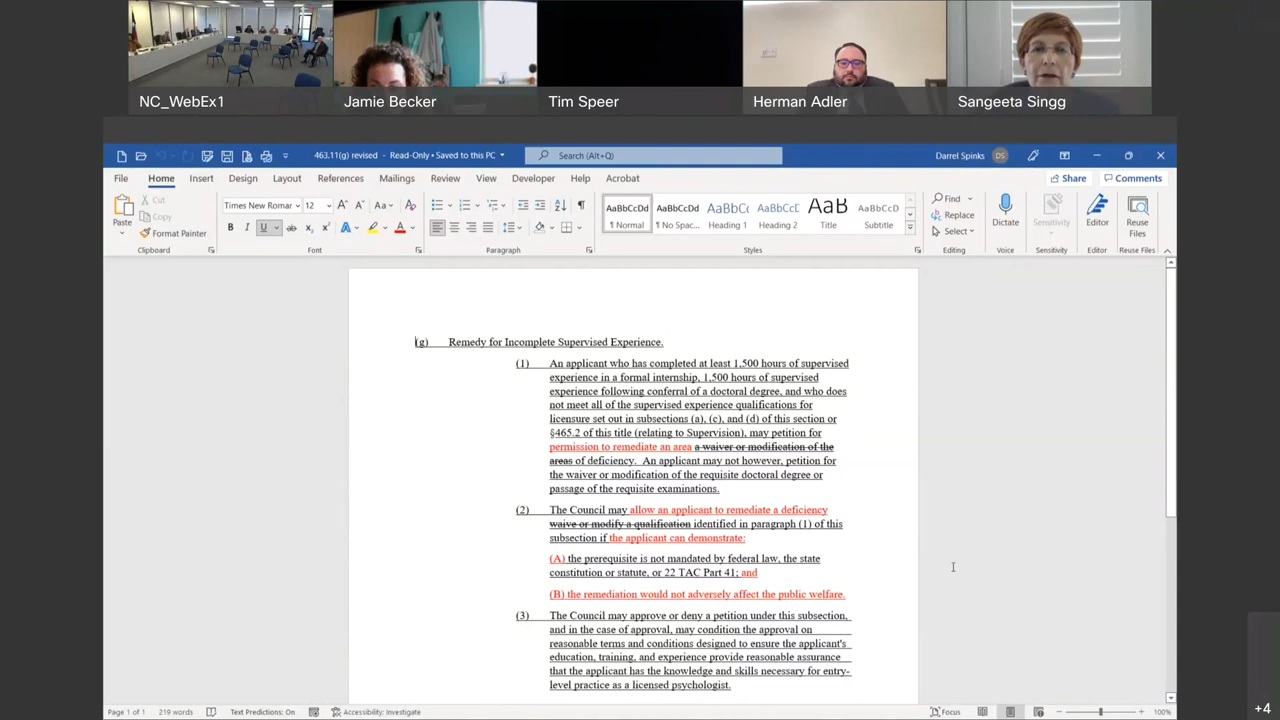 NC_WebEx1
Jamie Becker
Tim Speer
Herman Adler
Sangeeta Singg
463.11(g) revised - Read-Only • Saved to this PC
Search (Alt+Q)
Darrel Spinks DS
File Home Insert Draw Design Layout References Mailings Review View Developer Help Acrobat
Share Comments
Paste
Cut
Copy
Format Painter
Clipboard
Times New Romar 12
B I U
Font
Paragraph
AaBbCcDd AaBbCcDd AaBbCc AaBbCcC AaB AaBbCcD
1 Normal 1 No Spac... Heading 1 Heading 2 Title Subtitle
Styles
Find
Replace
Select
Editing
Dictate
Voice
Sensitivity
Sensitivity
Editor
Editor
Reuse Files
Reuse Files
(g) Remedy for Incomplete Supervised Experience.
(1) An applicant who has completed at least 1,500 hours of supervised
experience in a formal internship, 1,500 hours of supervised
experience following conferral of a doctoral degree, and who does
not meet all of the supervised experience qualifications for
licensure set out in subsections (a), (c), and (d) of this section or
§465.2 of this title (relating to Supervision), may petition for
permission to remediate an area a waiver or modification of the
areas of deficiency. An applicant may not however, petition for
the waiver or modification of the requisite doctoral degree or
passage of the requisite examinations.
(2) The Council may allow an applicant to remediate a deficiency
waive or modify a qualification identified in paragraph (1) of this
subsection if the applicant can demonstrate:
(A) the prerequisite is not mandated by federal law, the state
constitution or statute, or 22 TAC Part 41; and
(B) the remediation would not adversely affect the public welfare.
(3) The Council may approve or deny a petition under this subsection,
and in the case of approval, may condition the approval on
reasonable terms and conditions designed to ensure the applicant's
education, training, and experience provide reasonable assurance
that the applicant has the knowledge and skills necessary for entry-
level practice as a licensed psychologist.
Page 1 of 1 219 words Text Predictions: On Accessibility: Investigate
Focus 100%
+4